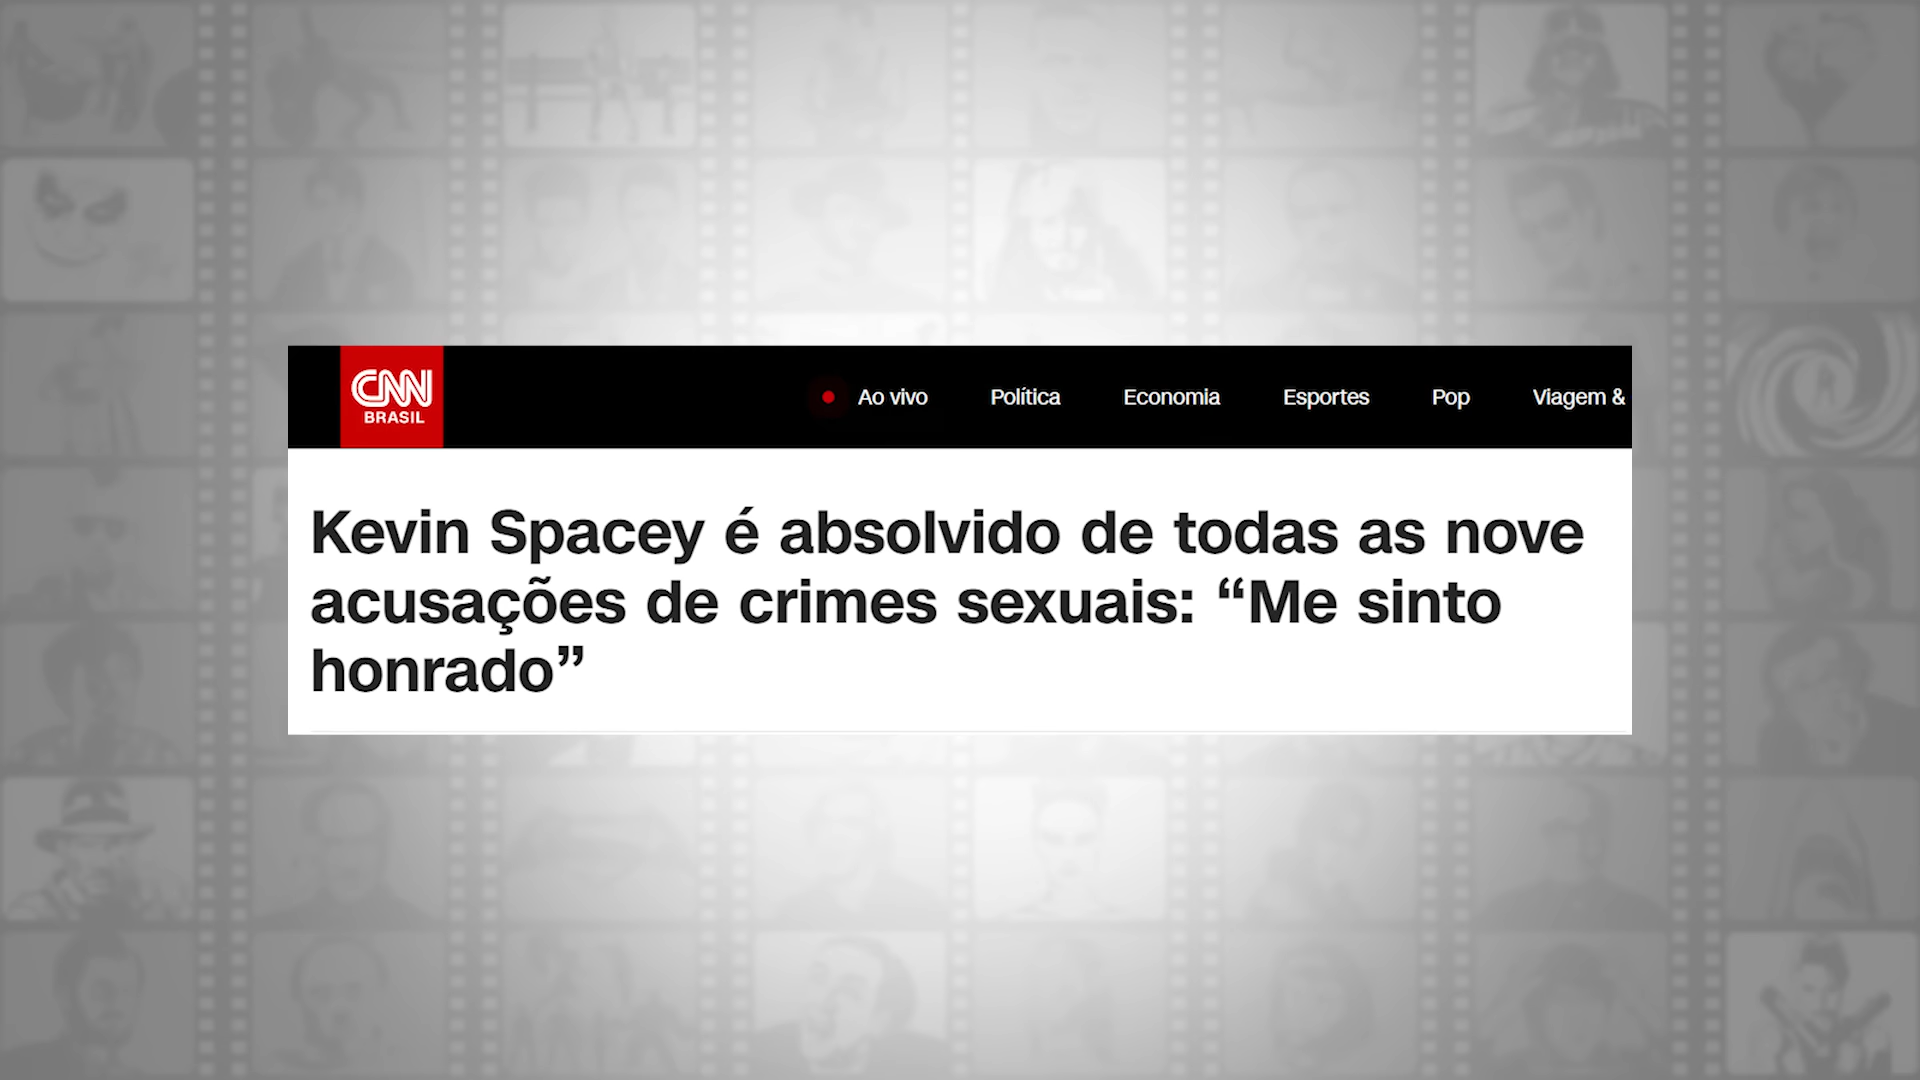 CNN
BRASIL
Ao vivo Política Economia Esportes Pop Viagem &
Kevin Spacey é absolvido de todas as nove
acusações de crimes sexuais: “Me sinto
honrado”